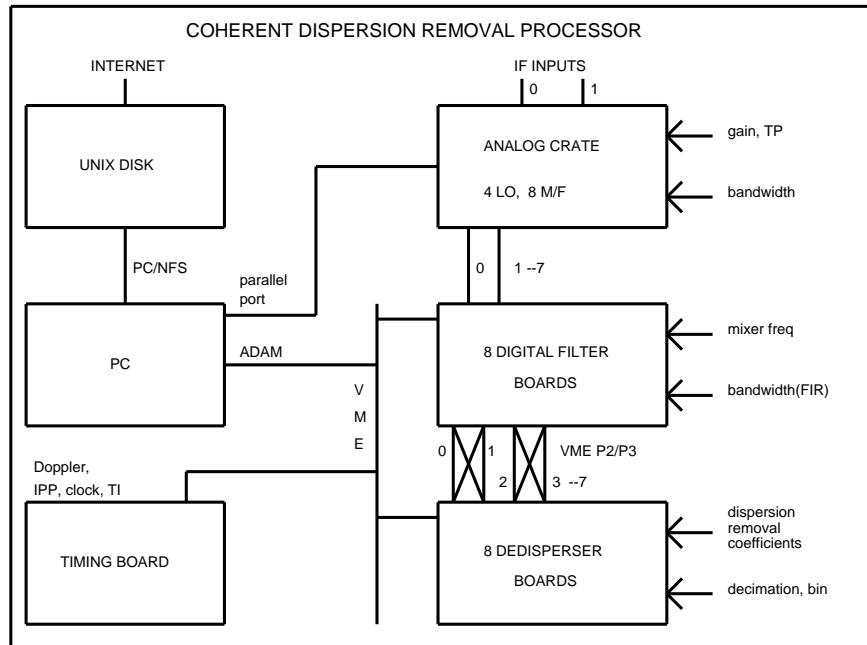 COHERENT DISPERSION REMOVAL PROCESSOR
INTERNET
IF INPUTS
0 1
UNIX DISK
ANALOG CRATE
4 LO, 8 M/F
gain, TP
bandwidth
PC/NFS
parallel
port
0 1 --7
PC
ADAM
V
M
E
8 DIGITAL FILTER
BOARDS
mixer freq
bandwidth(FIR)
0 1 VME P2/P3
2 3 --7
Doppler,
IPP, clock, TI
TIMING BOARD
8 DEDISPERSER
BOARDS
dispersion
removal
coefficients
decimation, bin